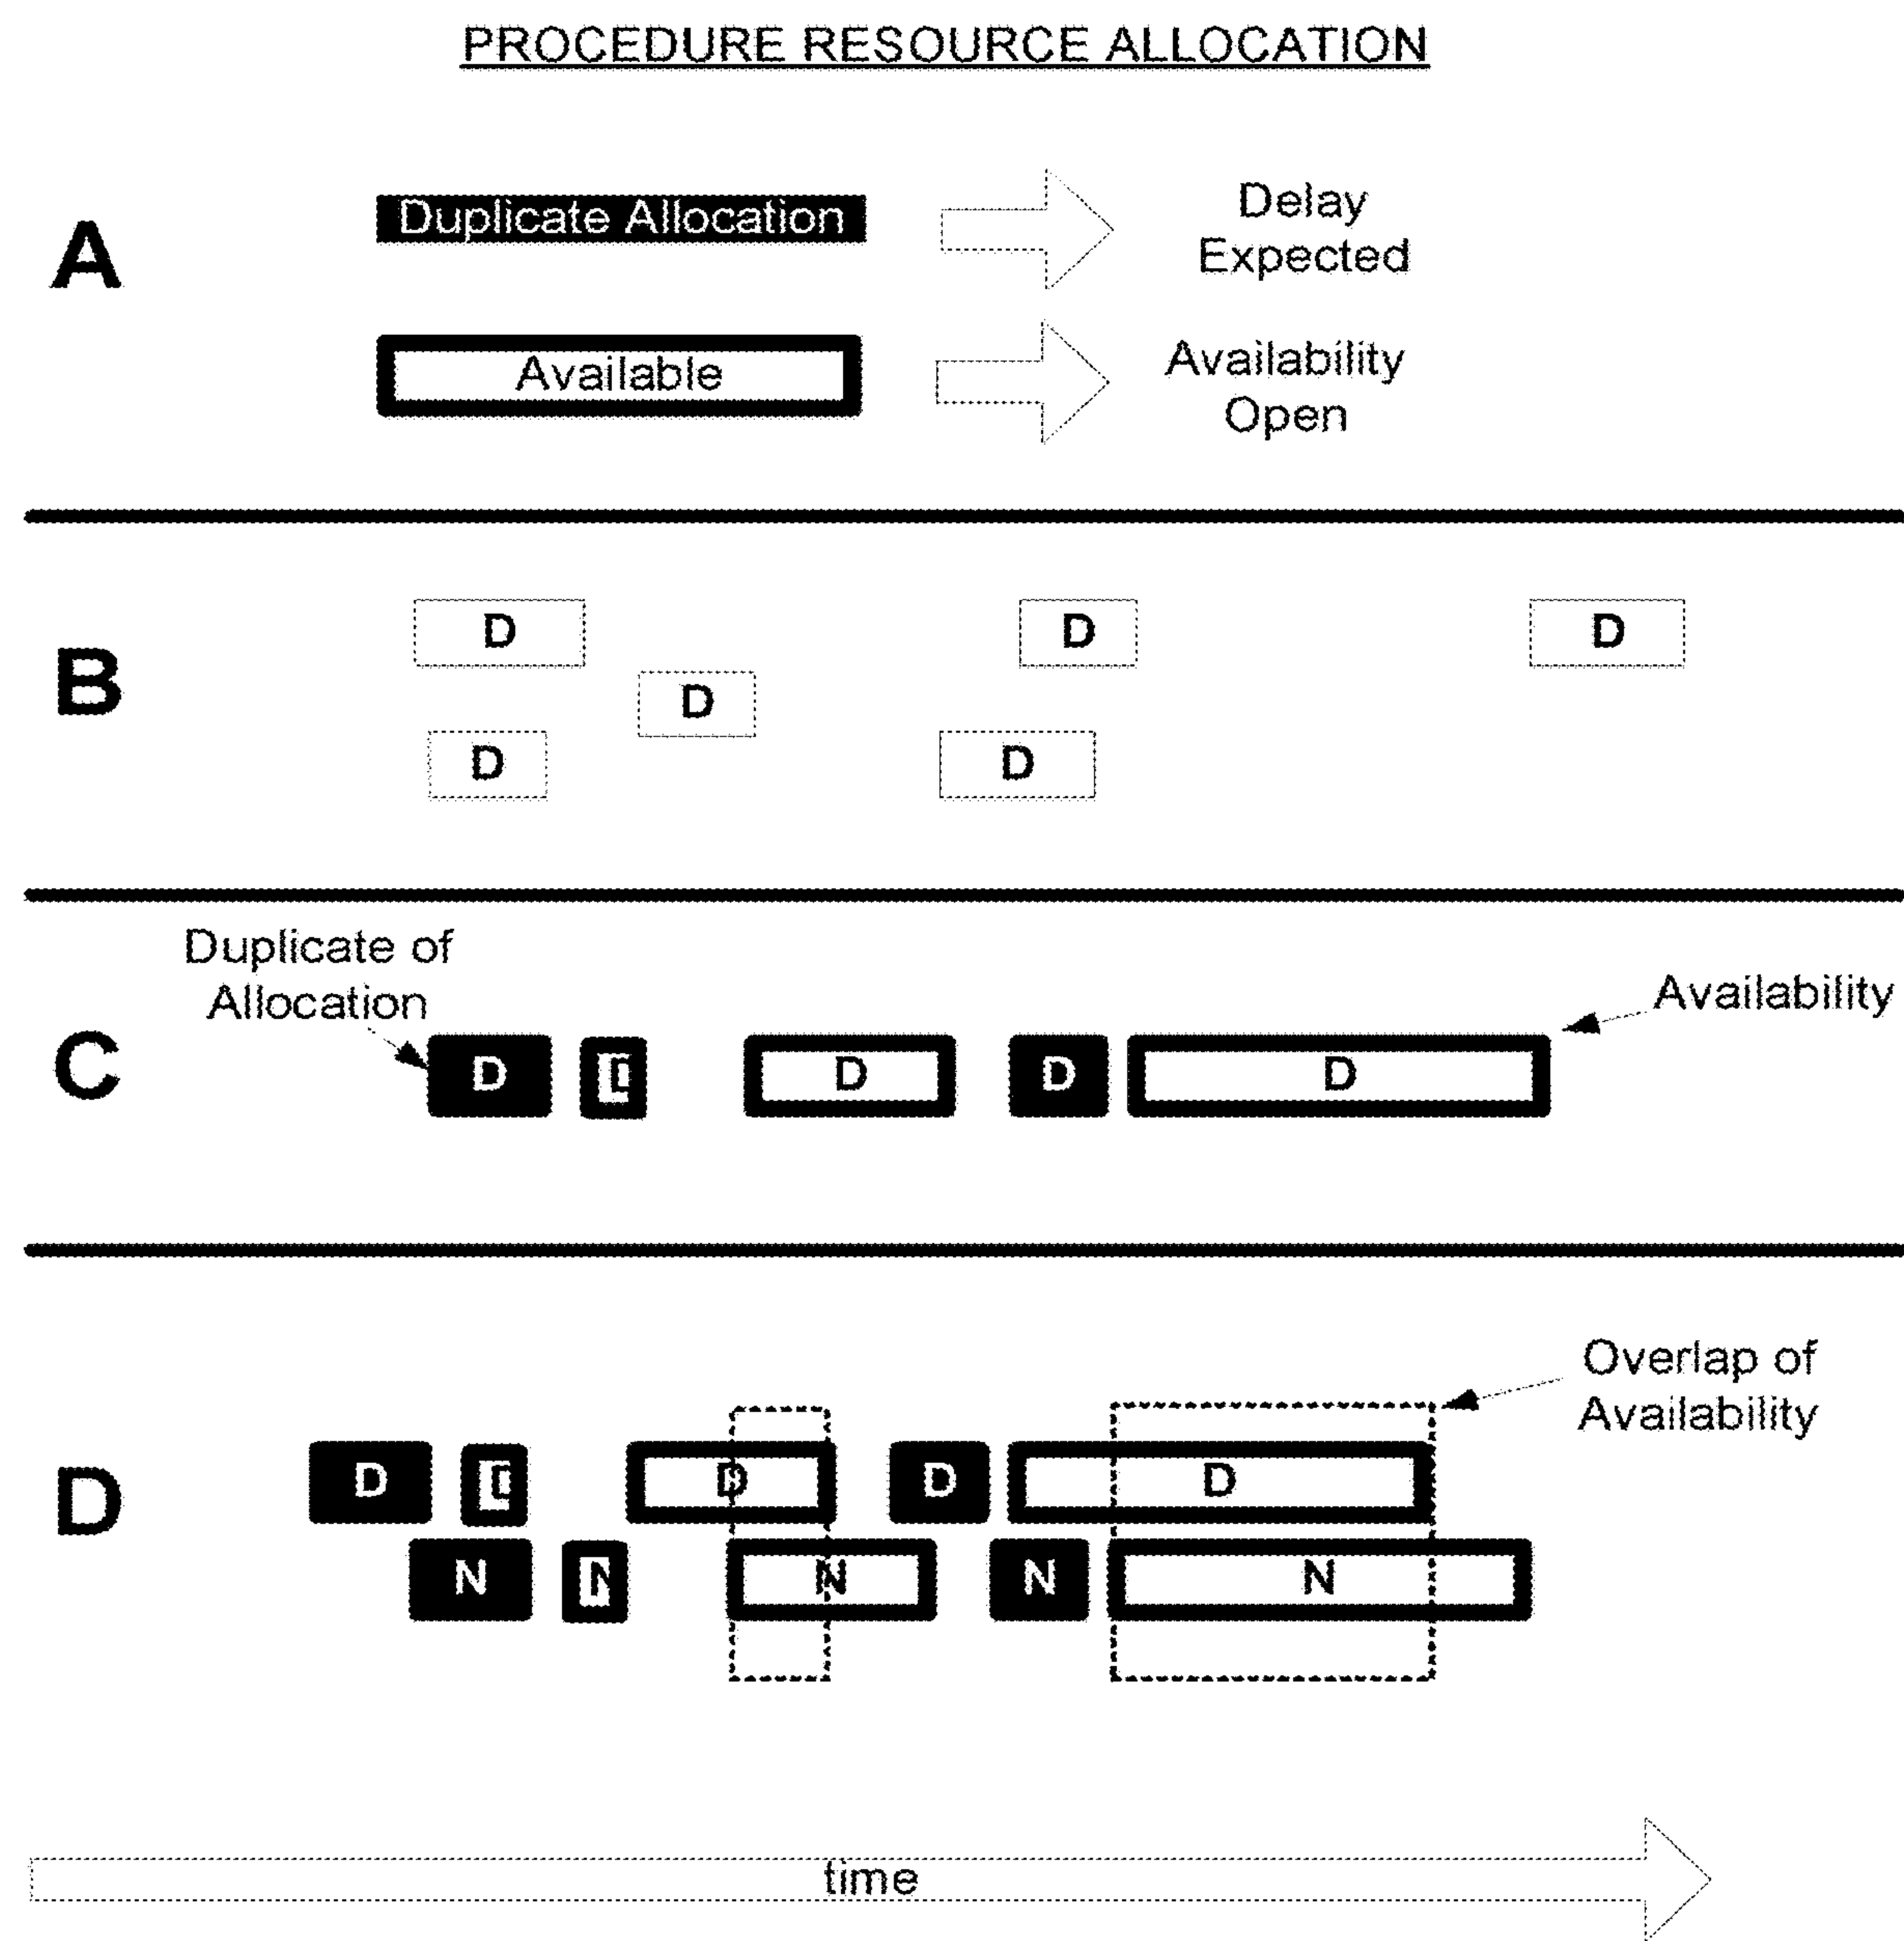 PROCEDURE RESOURCE ALLOCATION
A
Duplicate Allocation
Delay
Expected
Available
Availability
Open
B
D
D
D
D
D
D
C
Duplicate of
Allocation
Availability
D
D
D
D
D
D
Overlap of
Availability
D
D
D
D
D
N
N
N
N
N
time